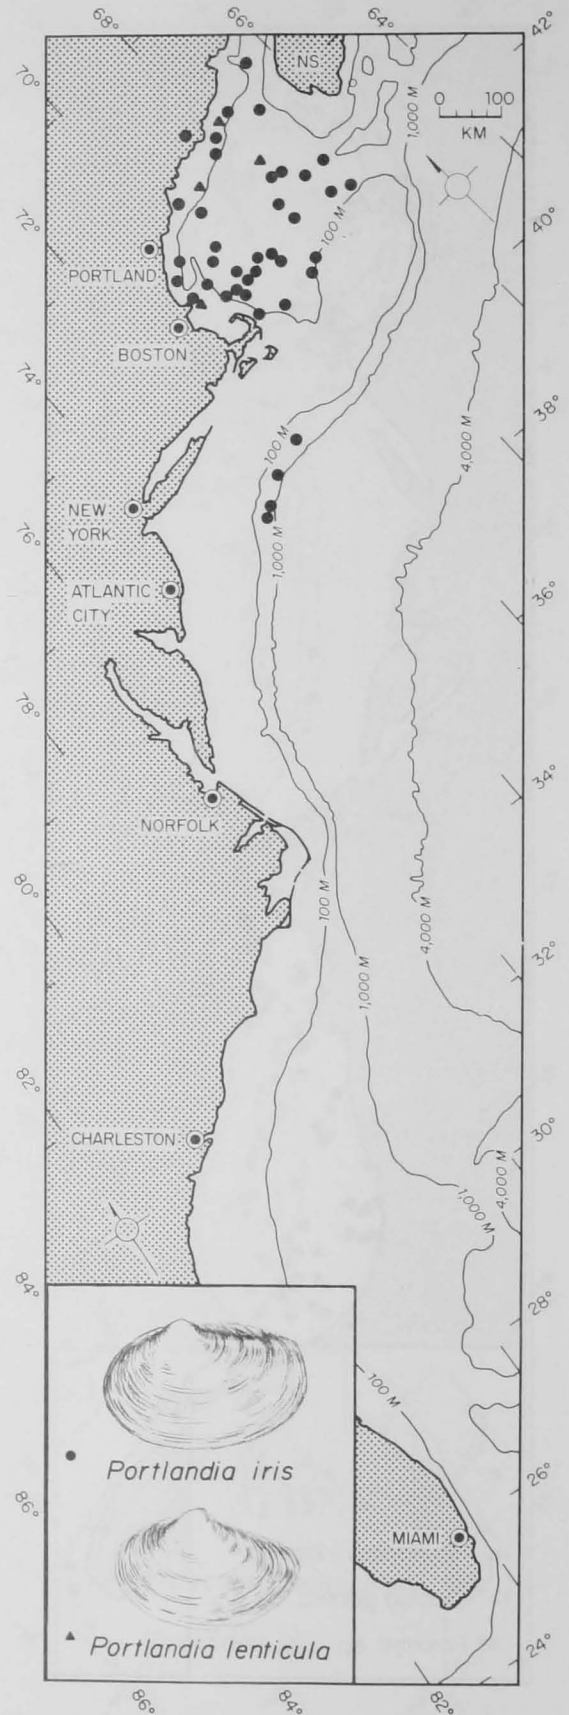 68°
66°
64°
42°
70°
NS.
0 100
KM
1,000 M
72°
40°
100 M
PORTLAND
BOSTON
74°
38°
100 M
4,000 M
NEW
YORK
1,000 M
76°
36°
ATLANTIC
CITY
78°
34°
NORFOLK
80°
100 M
4,000 M
32°
1,000 M
82°
30°
CHARLESTON
4,000 M
1,000 M
84°
28°
100 M
Portlandia iris
26°
86°
MIAMI
Portlandia lenticula
24°
86°
84°
82°